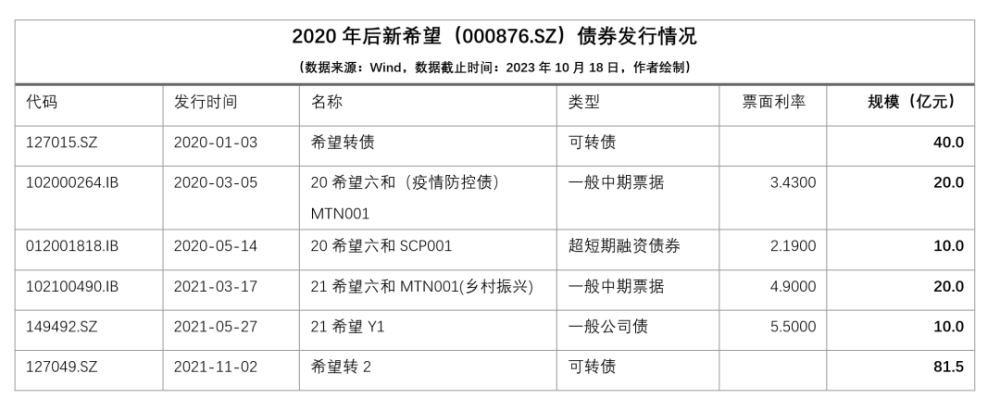 2020 年后新希望（000876.SZ）债券发行情况
（数据来源：Wind，数据截止时间：2023 年 10 月 18 日，作者绘制）
代码 发行时间 名称 类型 票面利率 规模（亿元）
127015.SZ 2020-01-03 希望转债 可转债 40.0
102000264.IB 2020-03-05 20 希望六和（疫情防控债） 一般中期票据 3.4300 20.0
MTN001
012001818.IB 2020-05-14 20 希望六和 SCP001 超短期融资债券 2.1900 10.0
102100490.IB 2021-03-17 21 希望六和 MTN001(乡村振兴) 一般中期票据 4.9000 20.0
149492.SZ 2021-05-27 21 希望 Y1 一般公司债 5.5000 10.0
127049.SZ 2021-11-02 希望转 2 可转债 81.5